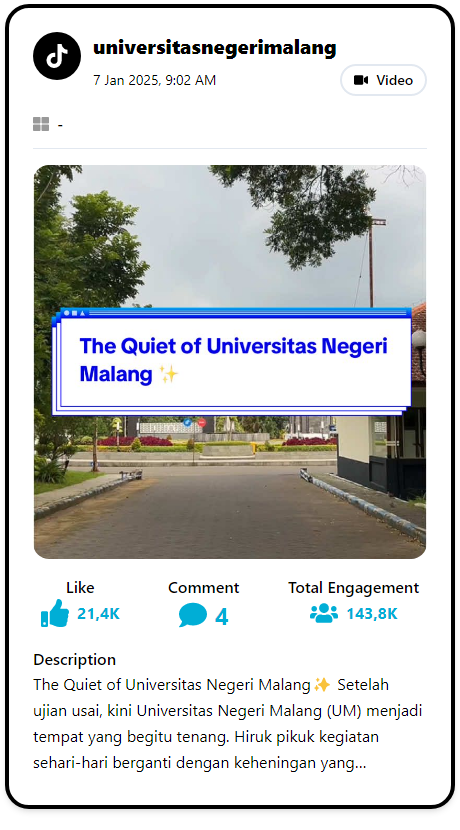 universitasnegerimalang
7 Jan 2025, 9:02 AM
Video
-
The Quiet of Universitas Negeri
Malang ✨
Like
Comment
Total Engagement
21,4K
4
143,8K
Description
The Quiet of Universitas Negeri Malang✨ Setelah
ujian usai, kini Universitas Negeri Malang (UM) menjadi
tempat yang begitu tenang. Hiruk pikuk kegiatan
sehari-hari berganti dengan keheningan yang...